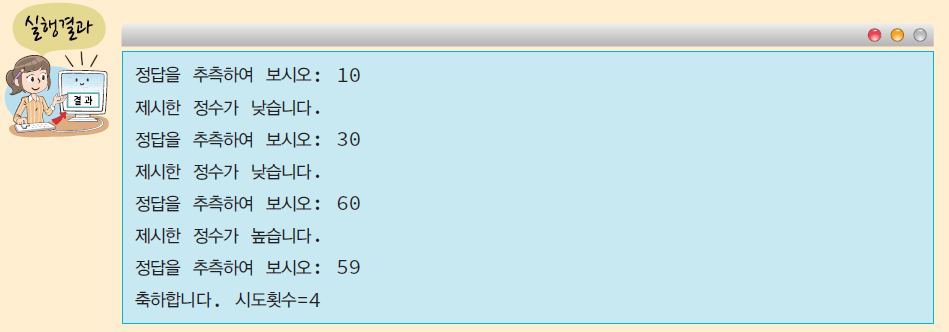 실행결과
결과
정답을 추측하여 보시오: 10
제시한 정수가 낮습니다.
정답을 추측하여 보시오: 30
제시한 정수가 낮습니다.
정답을 추측하여 보시오: 60
제시한 정수가 높습니다.
정답을 추측하여 보시오: 59
축하합니다. 시도횟수=4